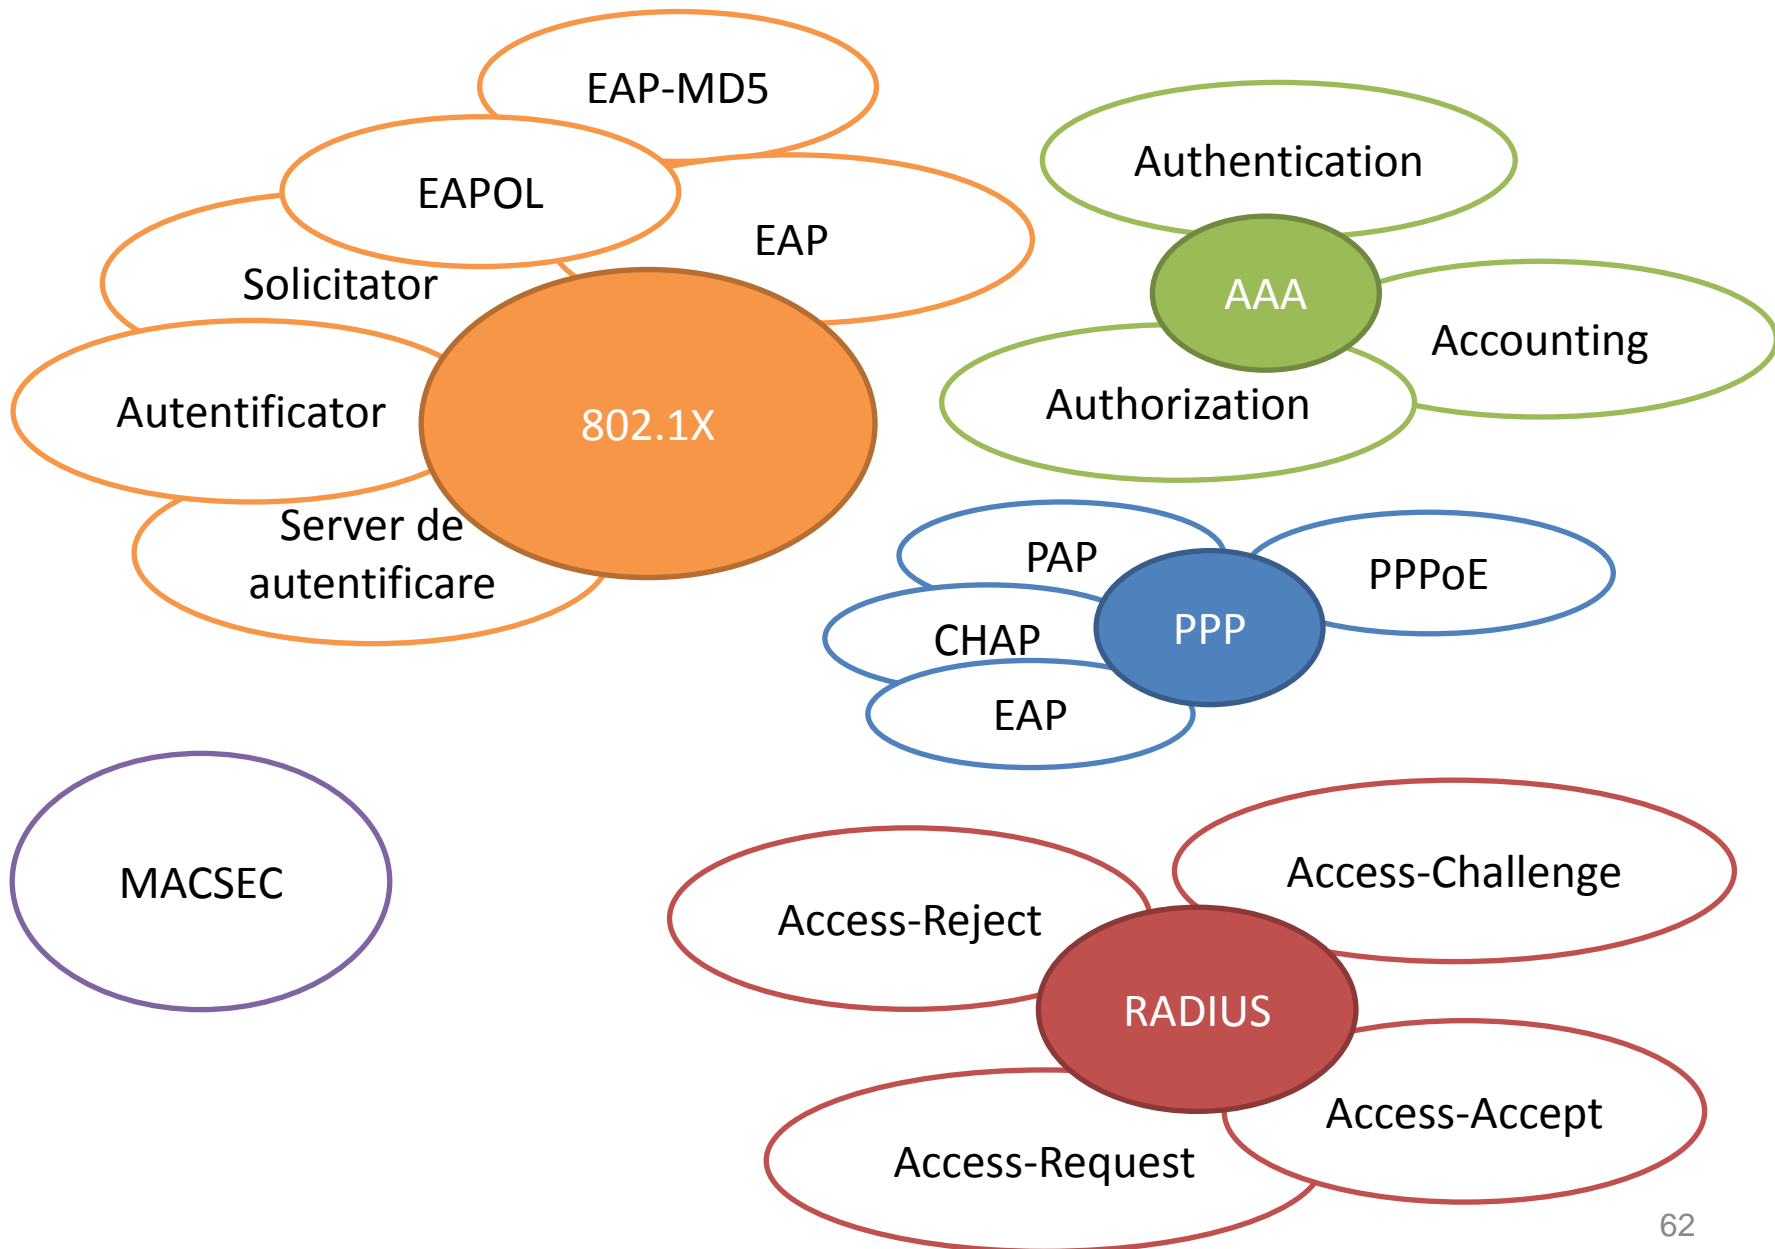 EAP-MD5
EAPOL
EAP
Solicitator
Autentificator
802.1X
Server de
autentificare
Authentication
AAA
Accounting
Authorization
PAP
PPPoE
CHAP
PPP
EAP
MACSEC
Access-Challenge
Access-Reject
RADIUS
Access-Accept
Access-Request
62